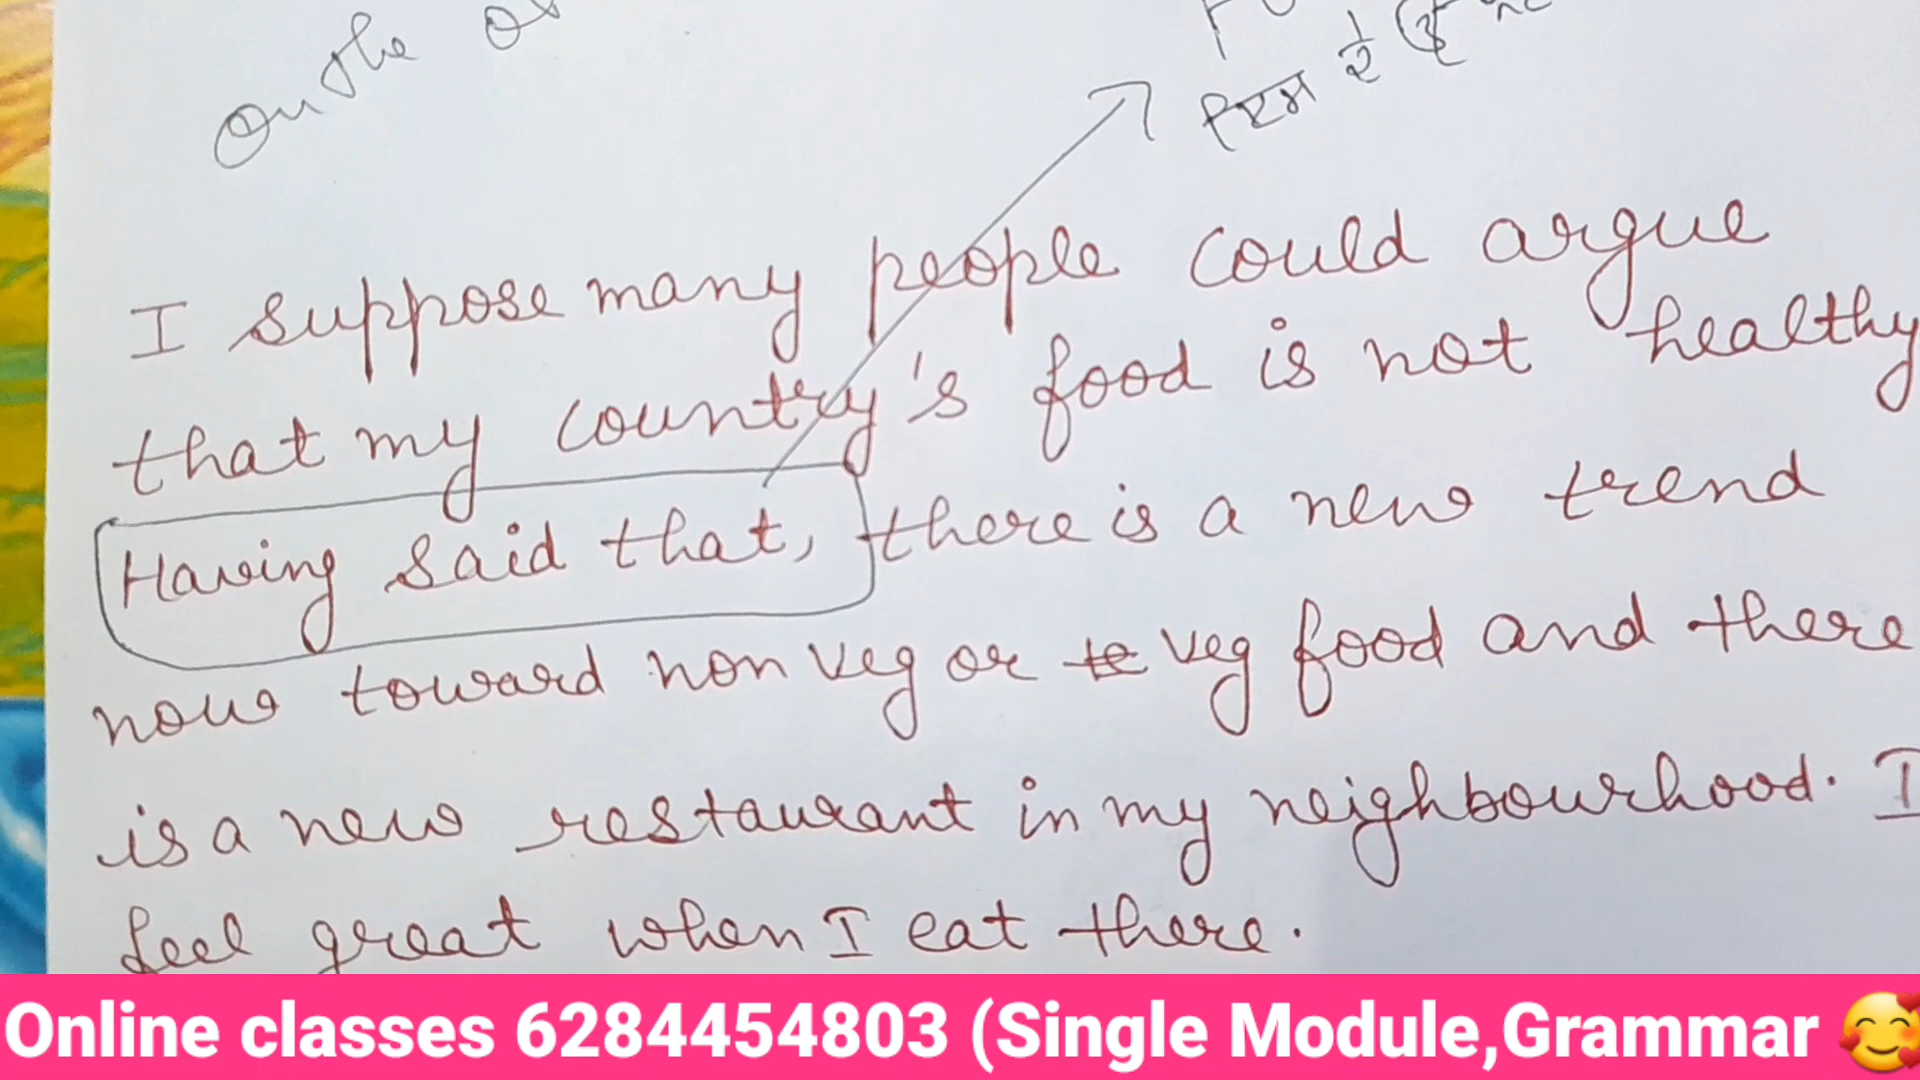 on the
I suppose many people could argue
that my country's food is not healthy
Having said that, there is a new trend
now toward non veg or te veg food and there
is a new restaurant in my neighbourhood. I
feel great when I eat there.
Online classes 6284454803 (Single Module,Grammar 🥰